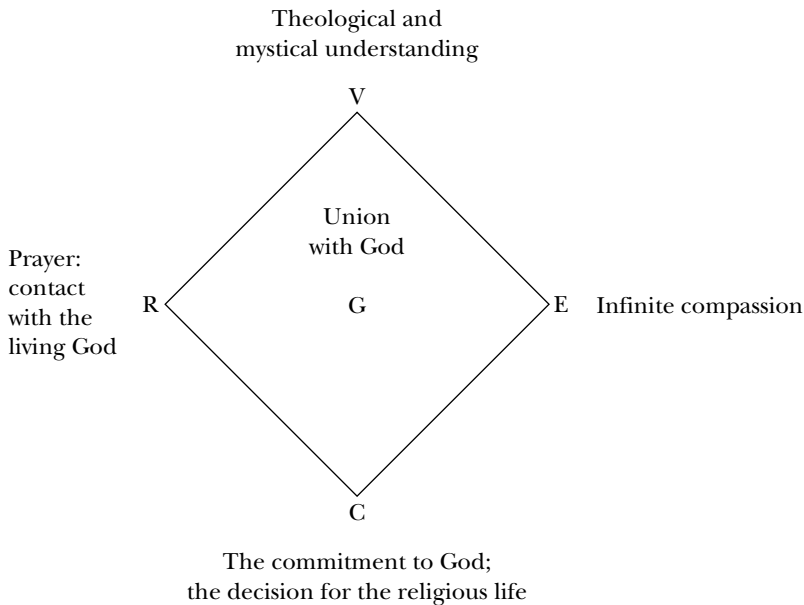 Theological and
mystical understanding
V
Union
with God
Prayer:
contact
with the
living God
R
G
E
Infinite compassion
C
The commitment to God;
the decision for the religious life